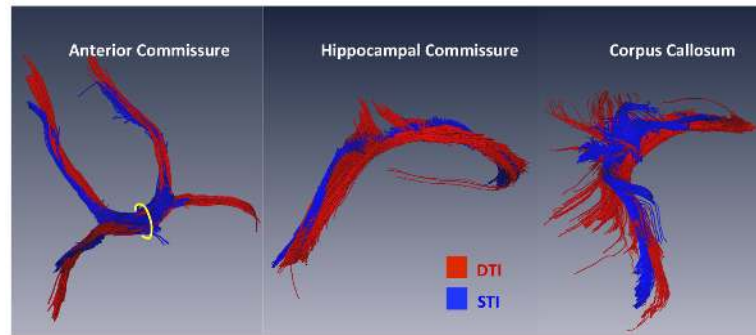 Anterior Commissure
Hippocampal Commissure
Corpus Callosum
DTI
STI